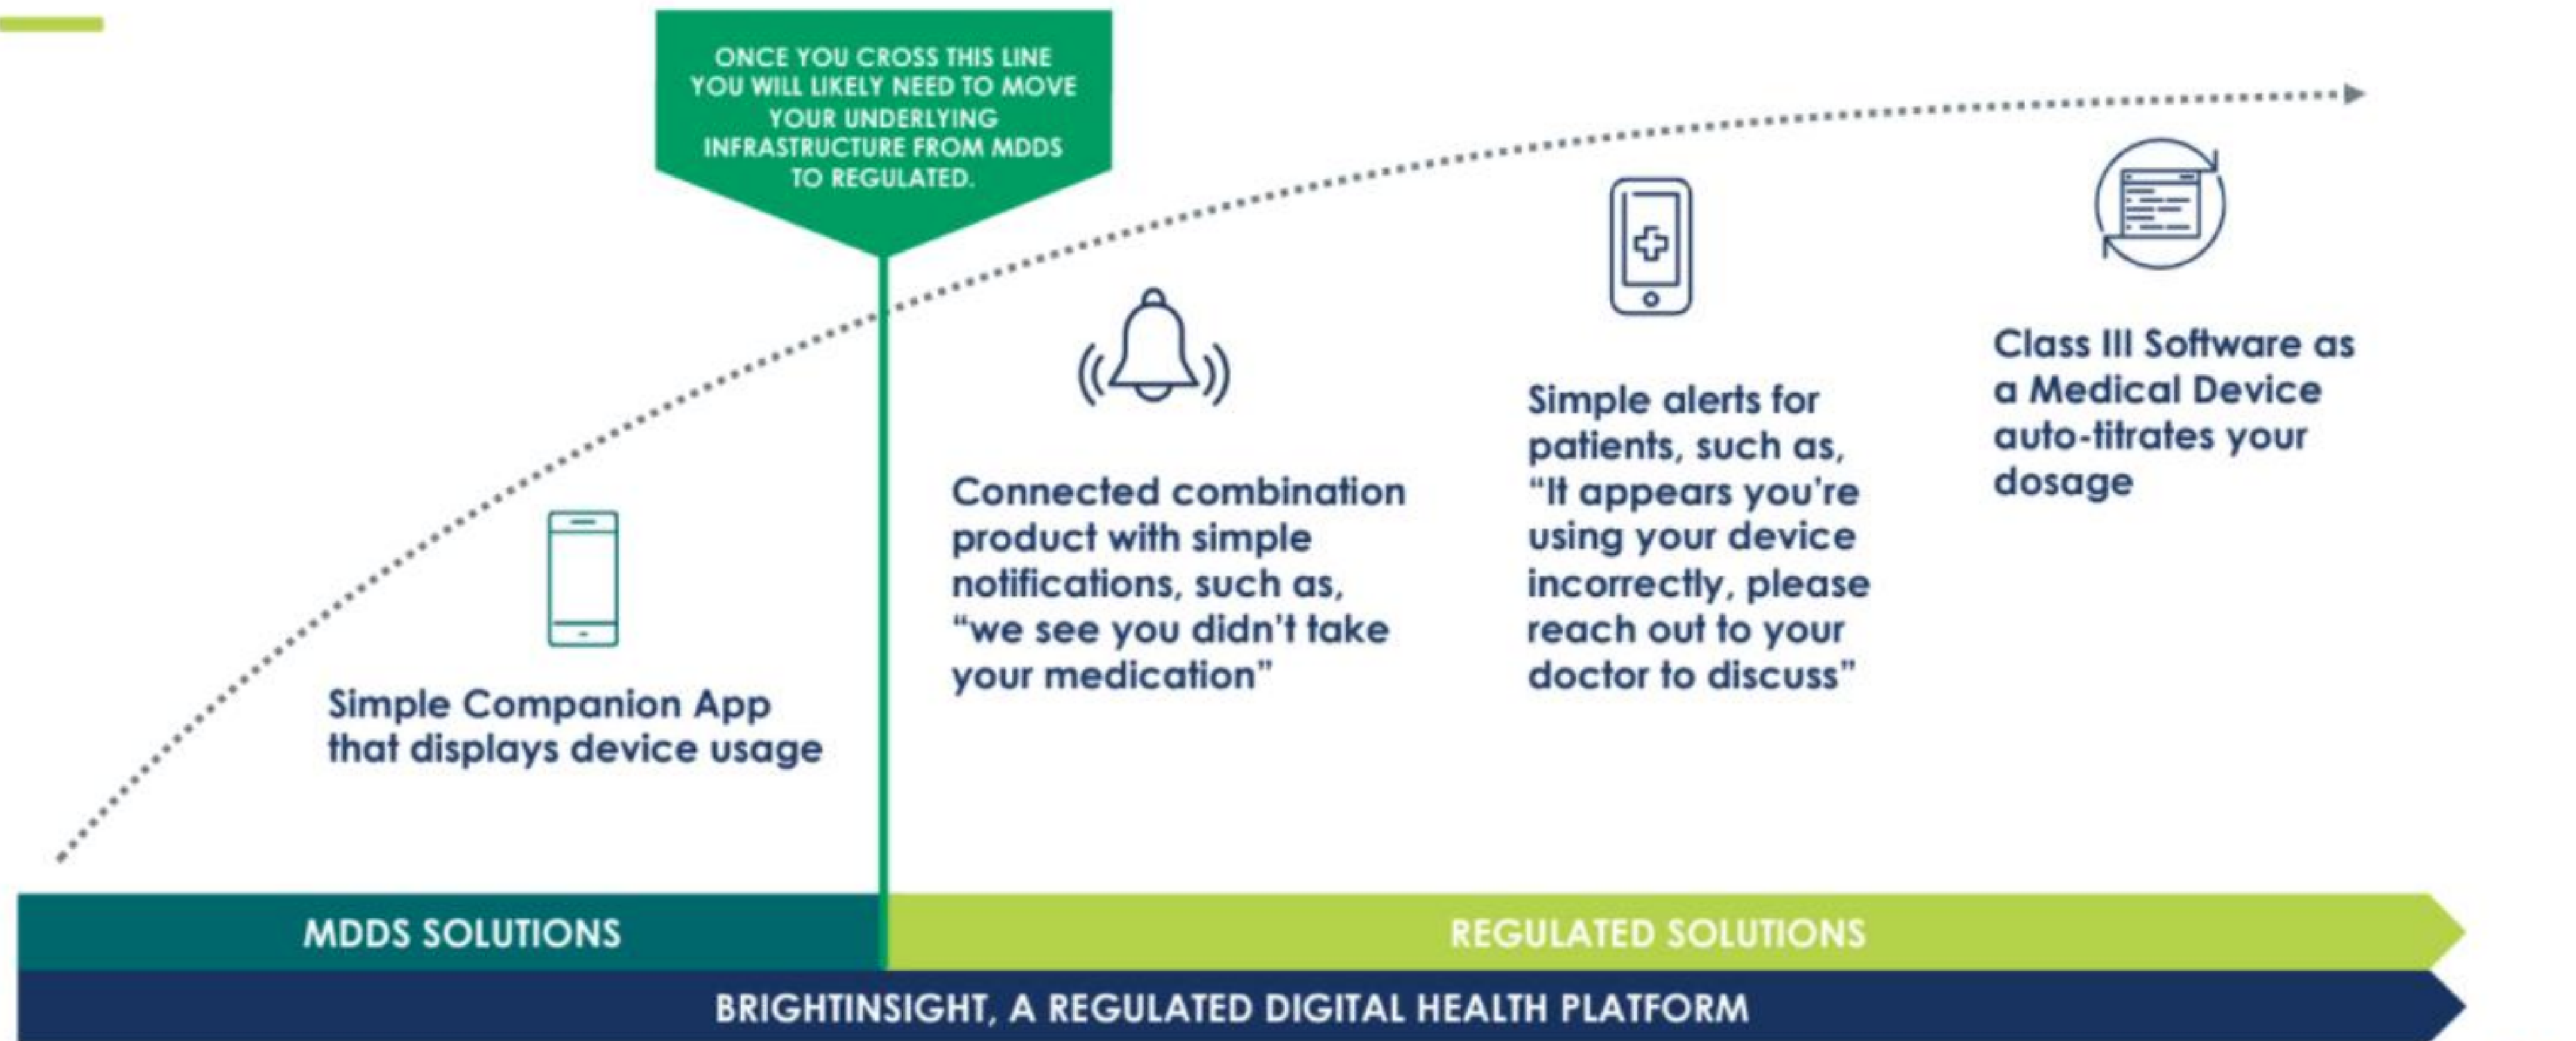 ONCE YOU CROSS THIS LINE
YOU WILL LIKELY NEED TO MOVE
YOUR UNDERLYING
INFRASTRUCTURE FROM MDDS
TO REGULATED.
Simple Companion App
that displays device usage
Connected combination
product with simple
notifications, such as,
“we see you didn't take
your medication”
Simple alerts for
patients, such as,
“It appears you're
using your device
incorrectly, please
reach out to your
doctor to discuss”
Class III Software as
a Medical Device
auto-titrates your
dosage
MDDS SOLUTIONS
REGULATED SOLUTIONS
BRIGHTINSIGHT, A REGULATED DIGITAL HEALTH PLATFORM